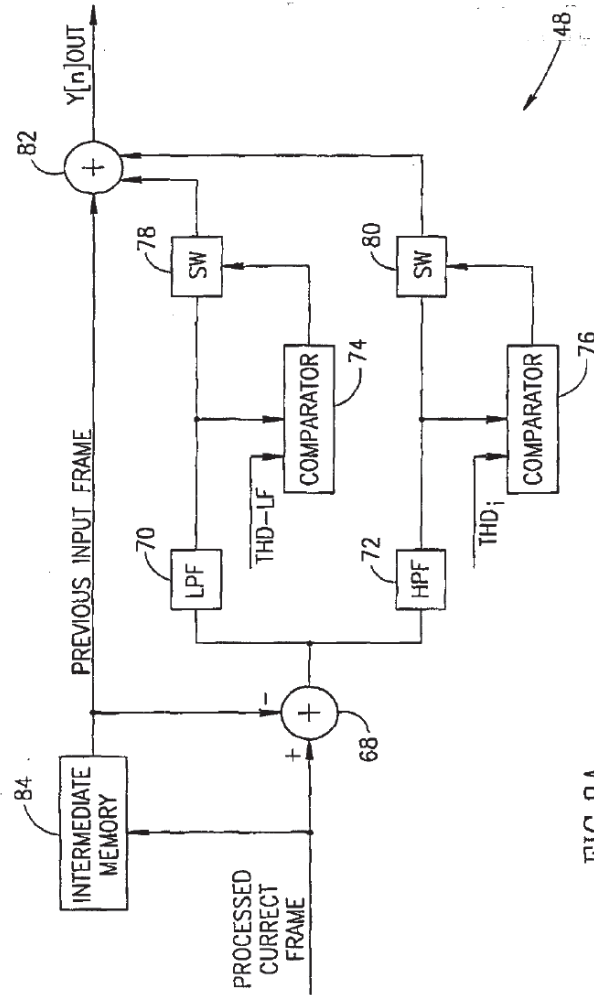 84
INTERMEDIATE
MEMORY
PREVIOUS INPUT FRAME
82
+
Y[n]OUT
PROCESSED
CURRECT
FRAME
+
-
+
68
70
LPF
78
SW
THD-LF
COMPARATOR
74
72
HPF
80
SW
THDi
COMPARATOR
76
48